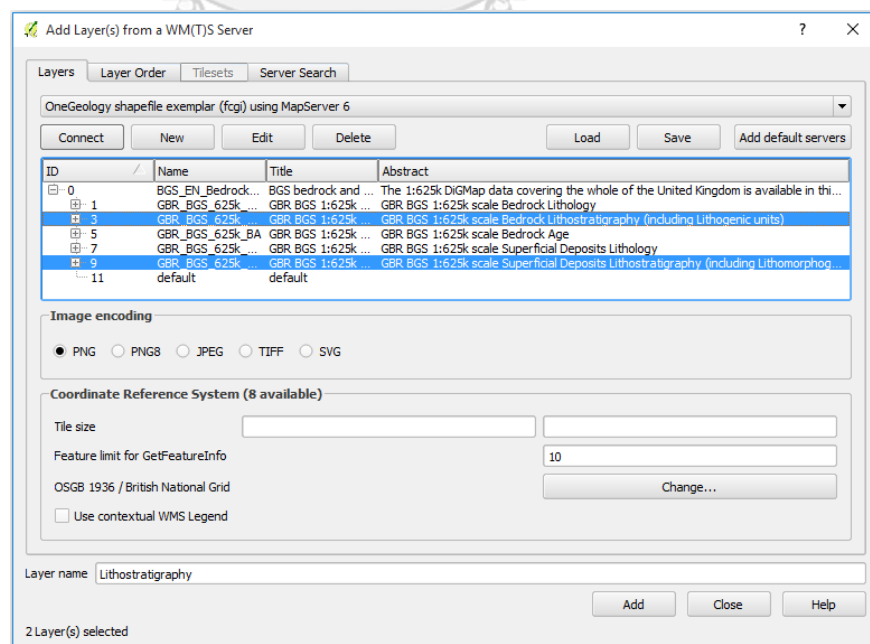 Add Layer(s) from a WM(T)S Server ? X
Layers Layer Order Tilesets Server Search
OneGeology shapefile exemplar (fcgi) using MapServer 6
Connect New Edit Delete Load Save Add default servers
ID Name Title Abstract
0 BGS_EN_Bedrock... BGS bedrock and ... The 1:625k DiGMap data covering the whole of the United Kingdom is available in thi...
1 GBR_BGS_625k_... GBR BGS 1:625k ... GBR BGS 1:625k scale Bedrock Lithology
3 GBR_BGS_625k_... GBR BGS 1:625k ... GBR BGS 1:625k scale Bedrock Lithostratigraphy (including Lithogenic units)
5 GBR_BGS_625k_BA GBR BGS 1:625k ... GBR BGS 1:625k scale Bedrock Age
7 GBR_BGS_625k_... GBR BGS 1:625k ... GBR BGS 1:625k scale Superficial Deposits Lithology
9 GBR_BGS_625k_... GBR BGS 1:625k ... GBR BGS 1:625k scale Superficial Deposits Lithostratigraphy (including Lithomorphog...
11 default default
Image encoding
PNG PNG8 JPEG TIFF SVG
Coordinate Reference System (8 available)
Tile size
Feature limit for GetFeatureInfo 10
OSGB 1936 / British National Grid Change...
Use contextual WMS Legend
Layer name Lithostratigraphy
Add Close Help
2 Layer(s) selected